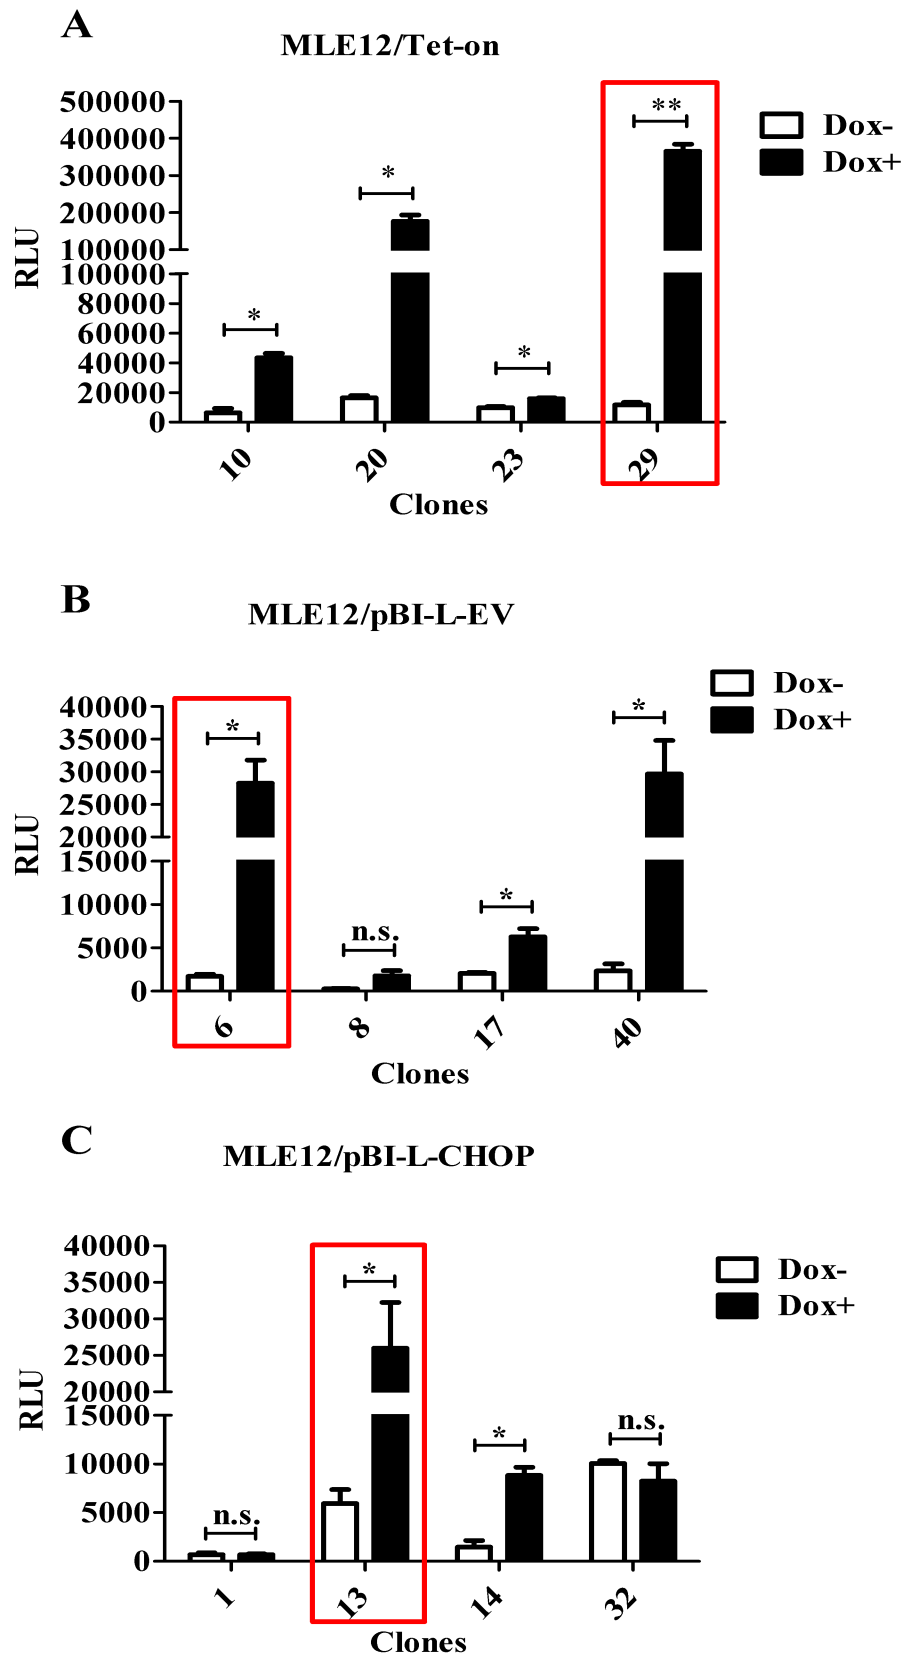 A
MLE12/Tet-on
500000
400000
300000
200000
100000
100000
80000
60000
40000
20000
0
RLU
*
*
*
**
Dox-
Dox+
10
20
23
29
Clones
B
MLE12/pBI-L-EV
40000
35000
30000
25000
20000
15000
10000
5000
0
RLU
*
n.s.
*
*
Dox-
Dox+
6
8
17
40
Clones
C
MLE12/pBI-L-CHOP
40000
35000
30000
25000
20000
15000
10000
5000
0
RLU
n.s.
*
*
n.s.
Dox-
Dox+
1
13
14
32
Clones